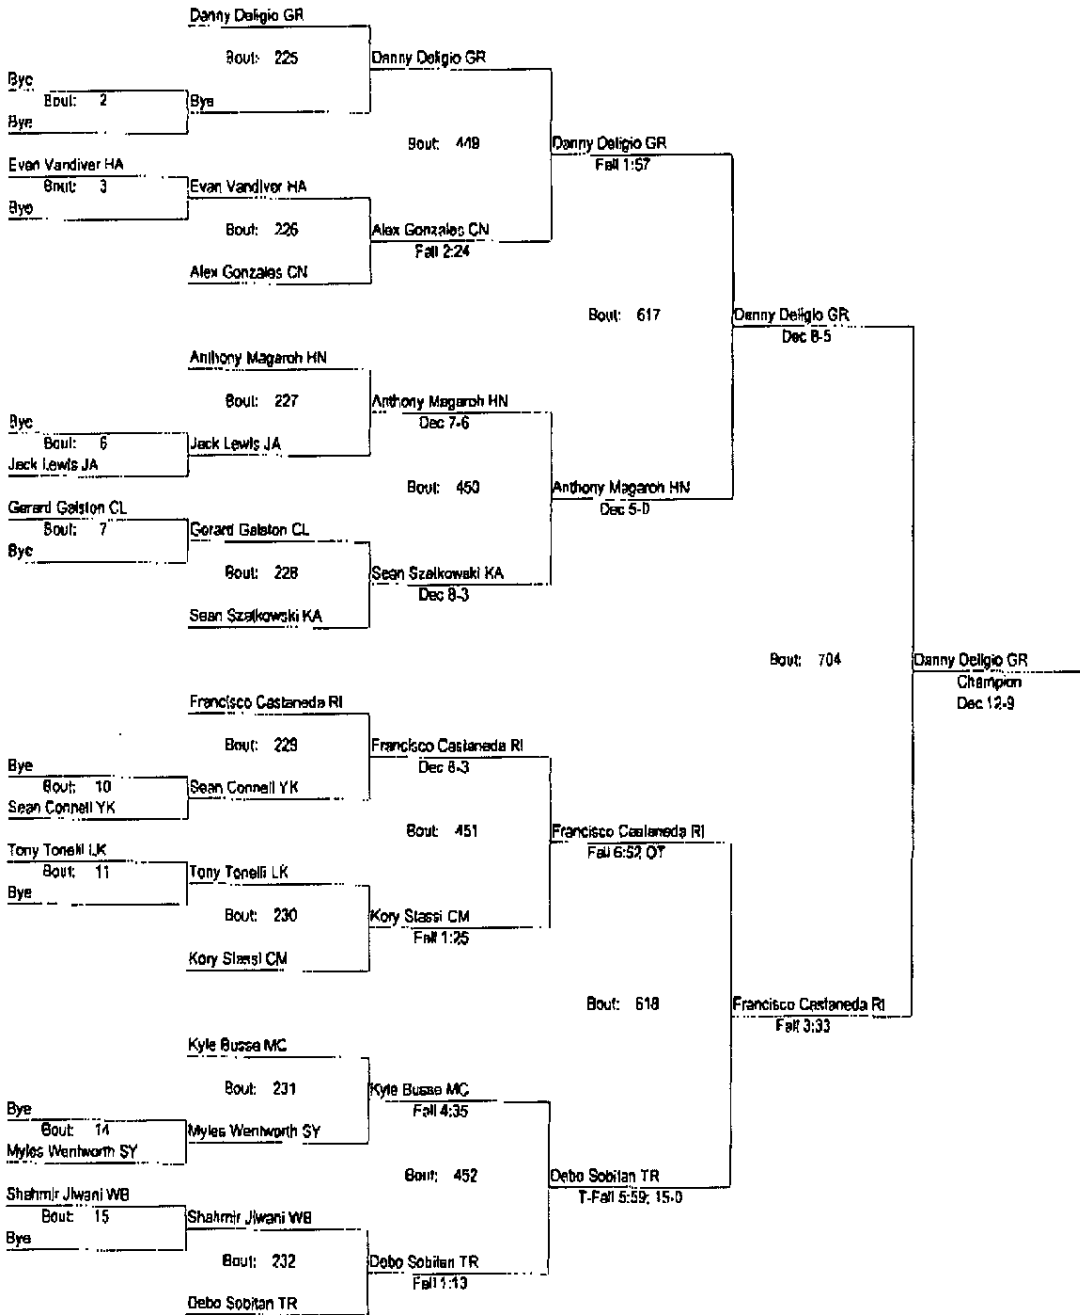 Danny Deligio GR
Bout: 225
Danny Deligio GR
Bye
Bout: 2
Bye
Bye
Bout: 449
Danny Deligio GR
Fall 1:57
Evan Vandiver HA
Bout: 3
Bye
Evan Vandiver HA
Bout: 226
Alex Gonzales CN
Fall 2:24
Alex Gonzales CN
Bout: 617
Danny Deligio GR
Dec 8-5
Anthony Magaroh HN
Bout: 227
Anthony Magaroh HN
Dec 7-6
Bye
Bout: 6
Jack Lewis JA
Jack Lewis JA
Bout: 450
Anthony Magaroh HN
Dec 5-0
Gerard Galston CL
Bout: 7
Bye
Gerard Galston CL
Bout: 228
Sean Szatkowski KA
Dec 8-3
Sean Szatkowski KA
Bout: 704
Danny Deligio GR
Champion
Dec 12-9
Francisco Castaneda RI
Bout: 229
Francisco Castaneda RI
Dec 8-3
Bye
Bout: 10
Sean Connell YK
Sean Connell YK
Bout: 451
Francisco Castaneda RI
Fall 6:52 OT
Tony Tonelli LK
Bout: 11
Bye
Tony Tonelli LK
Bout: 230
Kory Stassi CM
Fall 1:25
Kory Stassi CM
Bout: 618
Francisco Castaneda RI
Fall 3:33
Kyle Busse MC
Bout: 231
Kyle Busse MC
Fall 4:35
Bye
Bout: 14
Myles Wentworth SY
Myles Wentworth SY
Bout: 452
Debo Sobitan TR
T-Fall 5:59; 15-0
Shahmir Jiwani WB
Bout: 15
Bye
Shahmir Jiwani WB
Bout: 232
Debo Sobitan TR
Fall 1:13
Debo Sobitan TR